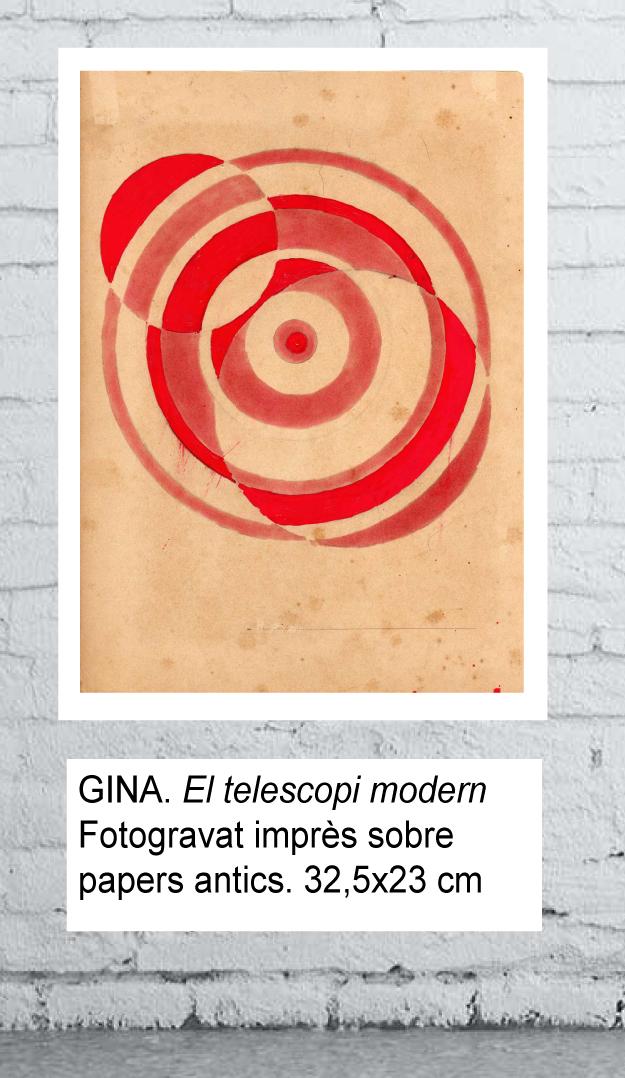 GINA. El telescopi modern
Fotogravat imprès sobre
papers antics. 32,5x23 cm